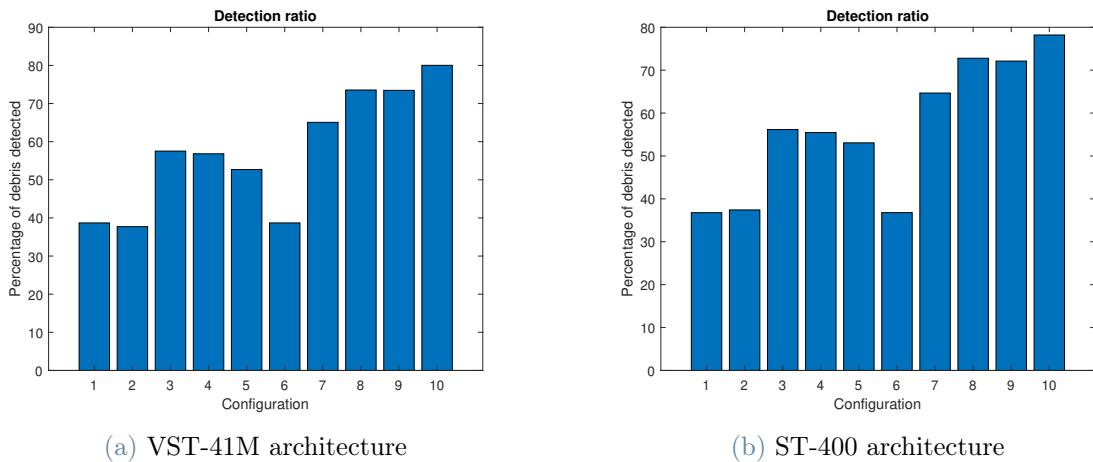 Detection ratio
Percentage of debris detected
90
80
70
60
50
40
30
20
10
0
1 2 3 4 5 6 7 8 9 10
Configuration
(a) VST-41M architecture
Detection ratio
Percentage of debris detected
80
70
60
50
40
30
20
10
0
1 2 3 4 5 6 7 8 9 10
Configuration
(b) ST-400 architecture